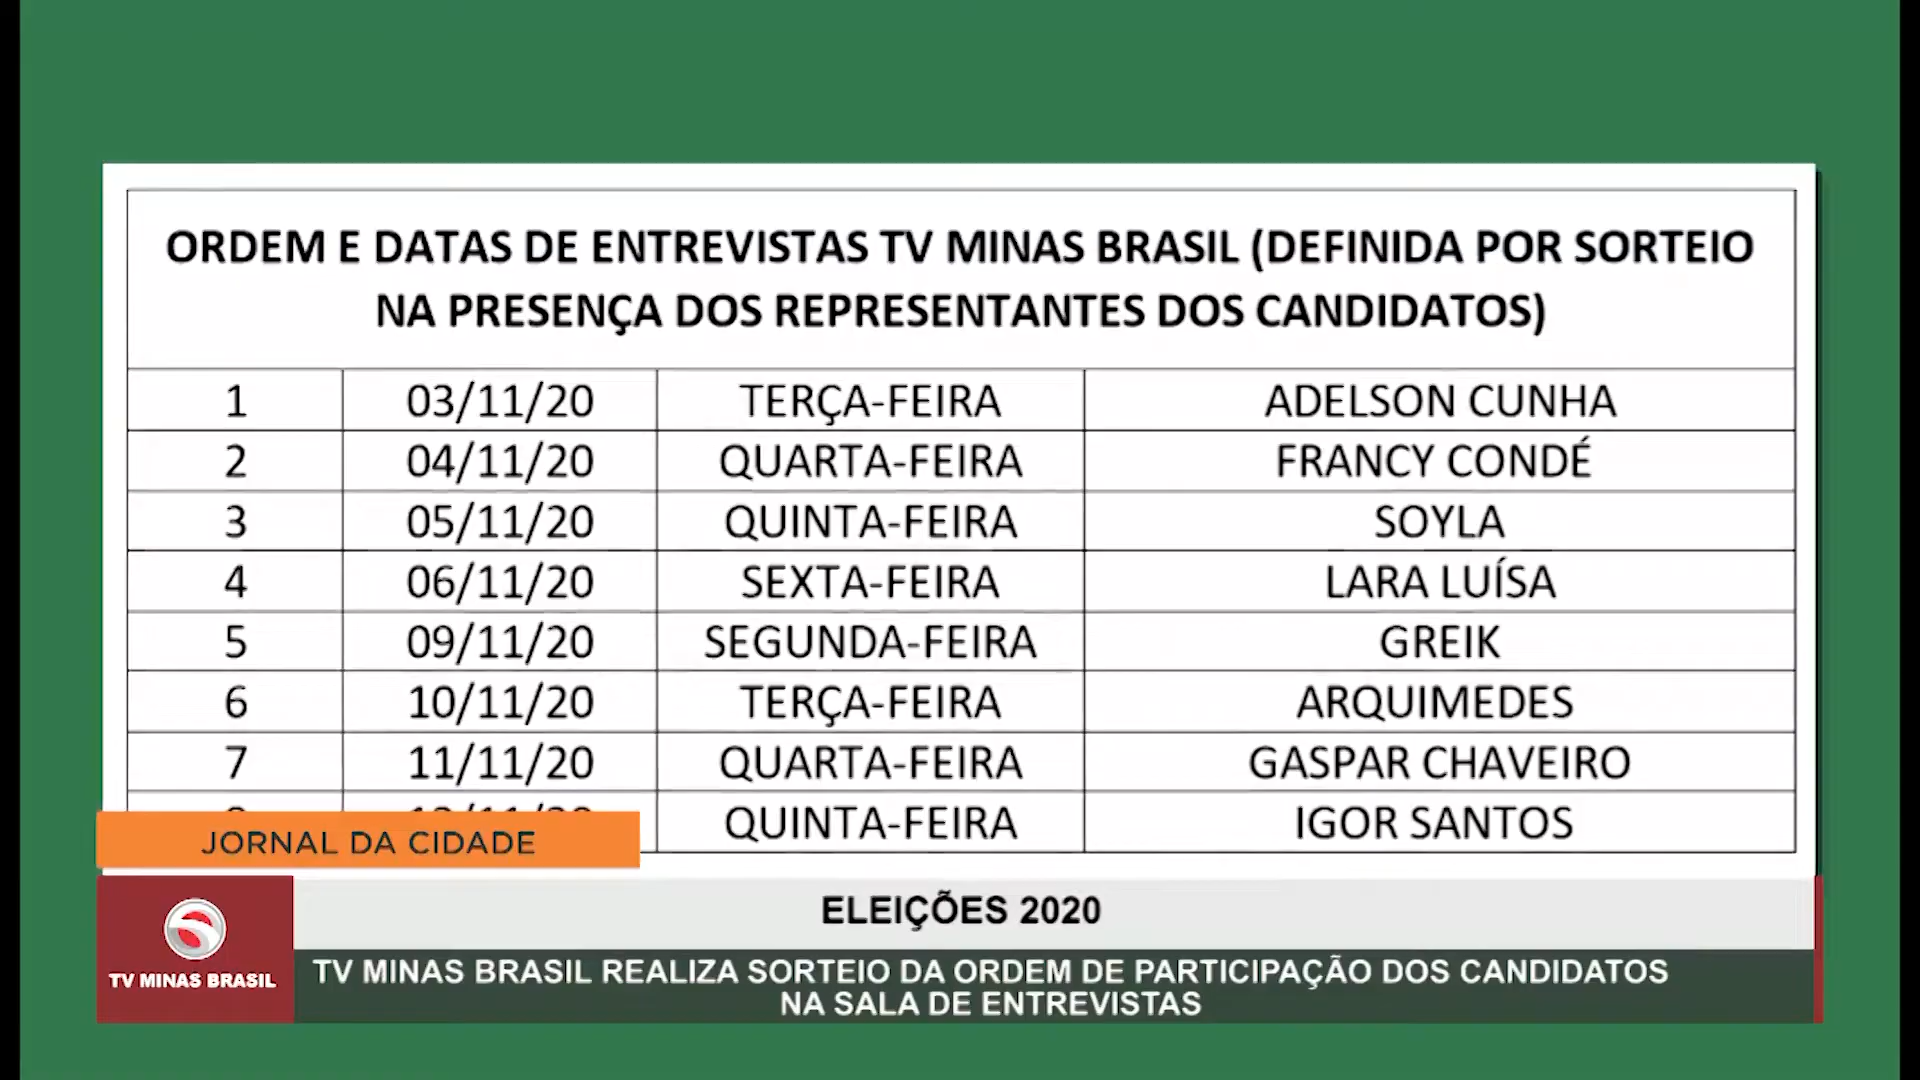 ORDEM E DATAS DE ENTREVISTAS TV MINAS BRASIL (DEFINIDA POR SORTEIO
NA PRESENÇA DOS REPRESENTANTES DOS CANDIDATOS)
1 03/11/20 TERÇA-FEIRA ADELSON CUNHA
2 04/11/20 QUARTA-FEIRA FRANCY CONDÉ
3 05/11/20 QUINTA-FEIRA SOYLA
4 06/11/20 SEXTA-FEIRA LARA LUÍSA
5 09/11/20 SEGUNDA-FEIRA GREIK
6 10/11/20 TERÇA-FEIRA ARQUIMEDES
7 11/11/20 QUARTA-FEIRA GASPAR CHAVEIRO
QUINTA-FEIRA IGOR SANTOS
JORNAL DA CIDADE
ELEIÇÕES 2020
TV MINAS BRASIL
TV MINAS BRASIL REALIZA SORTEIO DA ORDEM DE PARTICIPAÇÃO DOS CANDIDATOS
NA SALA DE ENTREVISTAS